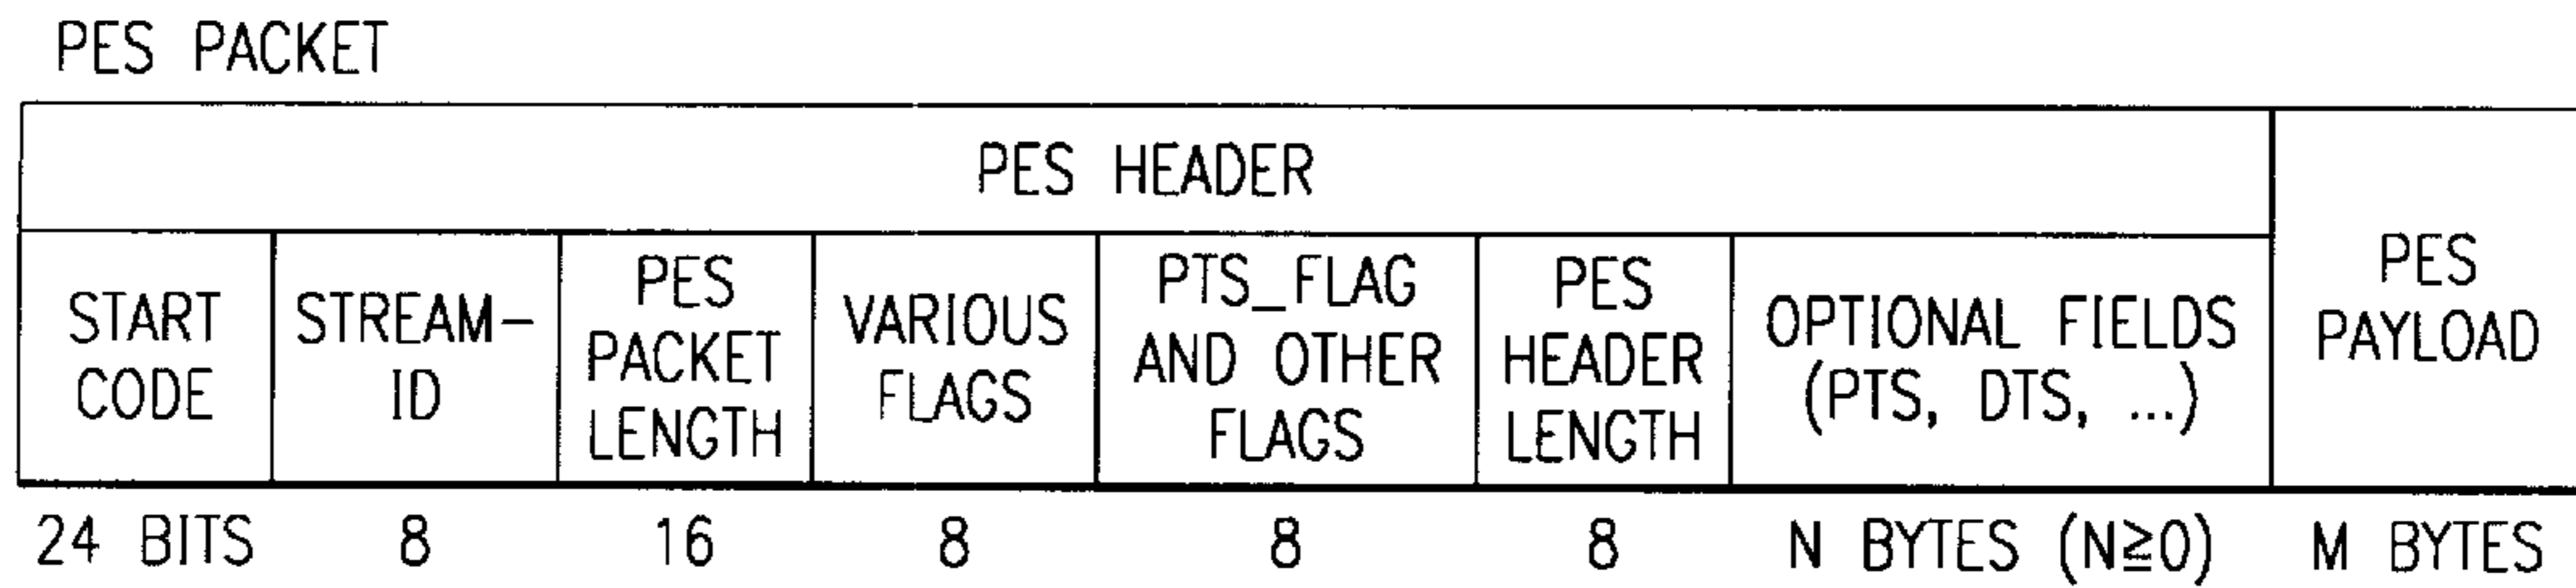 PES PACKET
PES HEADER
START
CODE
STREAM-
ID
PES
PACKET
LENGTH
VARIOUS
FLAGS
PTS_FLAG
AND OTHER
FLAGS
PES
HEADER
LENGTH
OPTIONAL FIELDS
(PTS, DTS, ...)
PES
PAYLOAD
24 BITS 8 16 8 8 8 N BYTES (N≧0) M BYTES